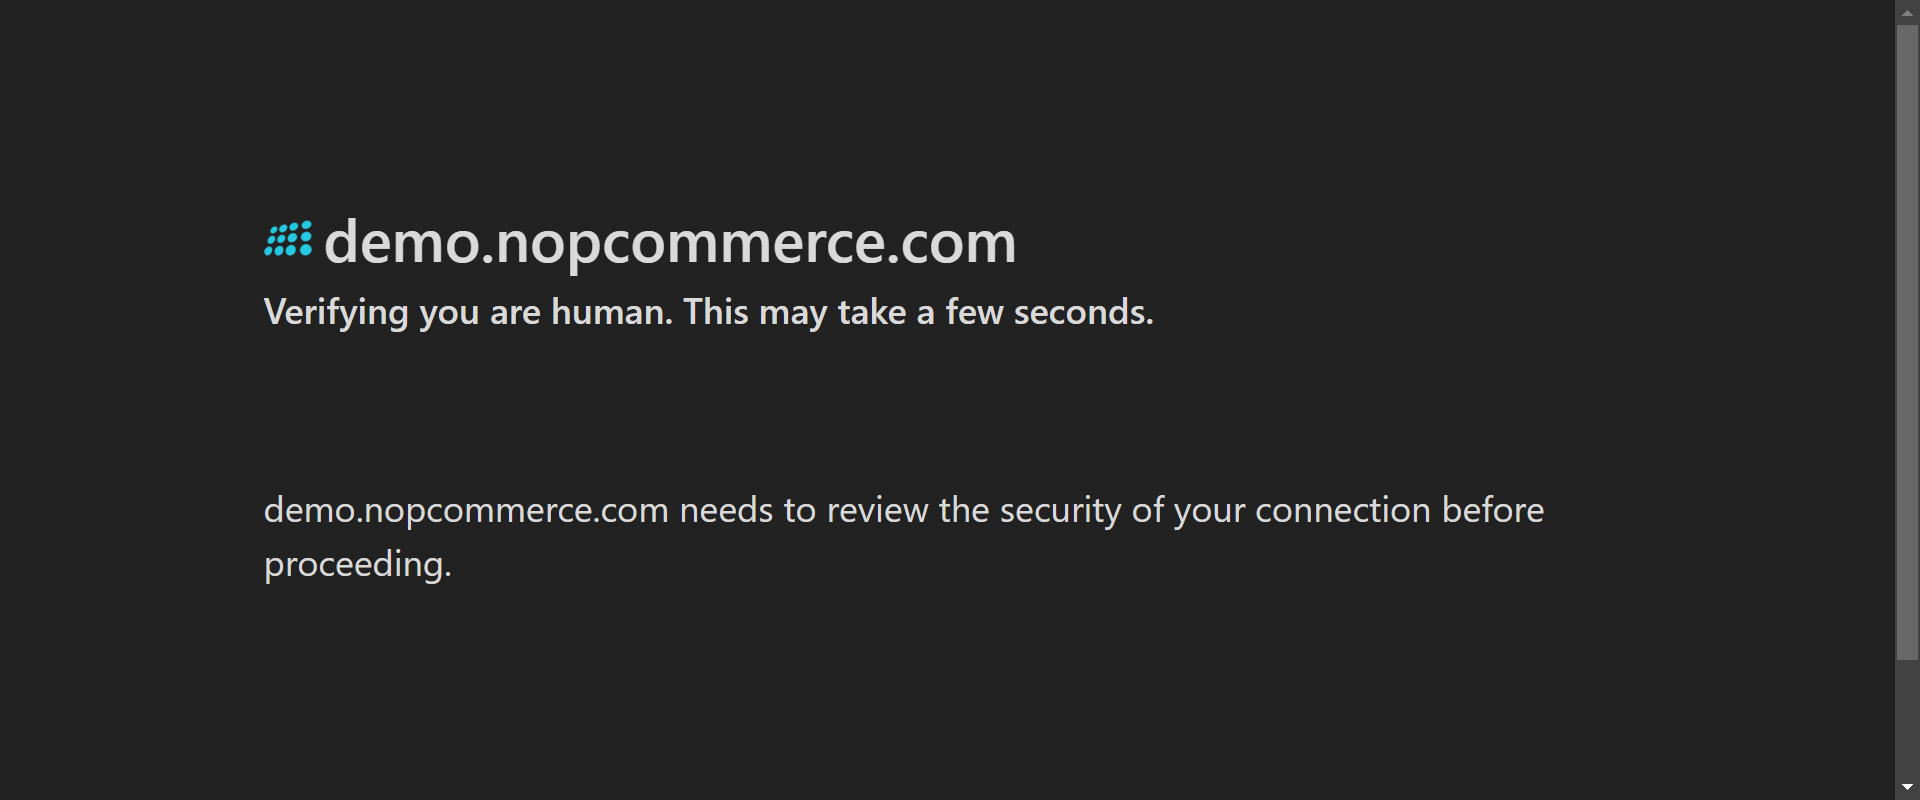 demo.nopcommerce.com
Verifying you are human. This may take a few seconds.
demo.nopcommerce.com needs to review the security of your connection before
proceeding.